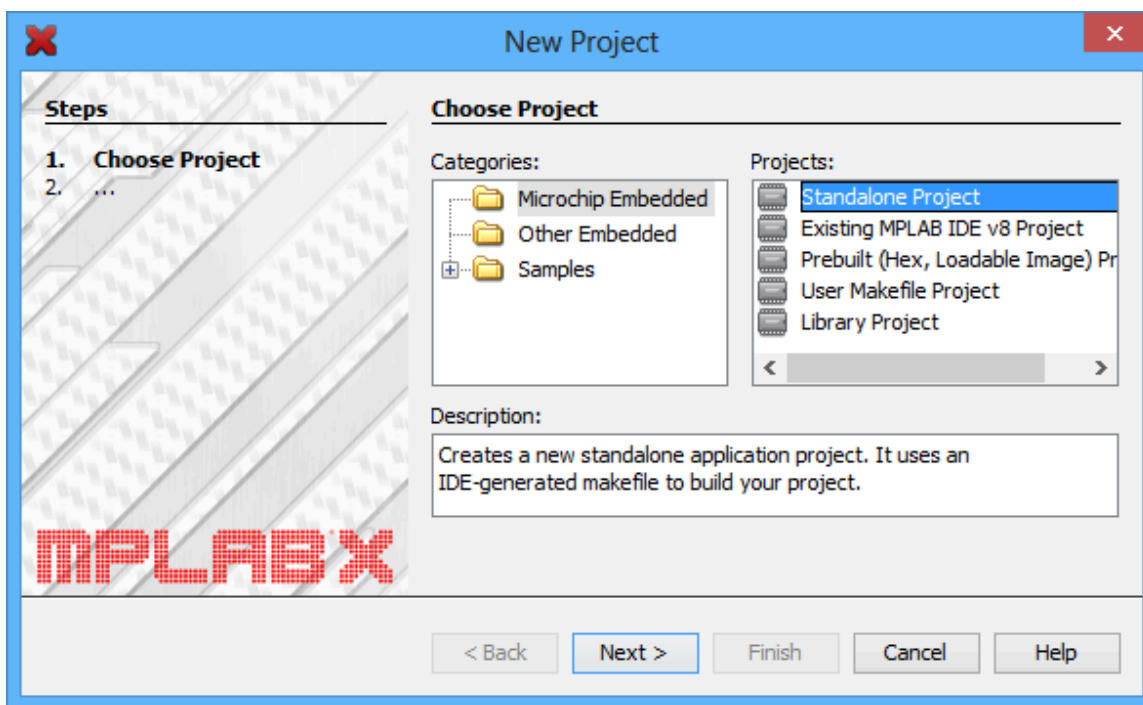 New Project
Steps
1. Choose Project
2. ...
Choose Project
Categories:
Microchip Embedded
Other Embedded
Samples
Projects:
Standalone Project
Existing MPLAB IDE v8 Project
Prebuilt (Hex, Loadable Image) Pr
User Makefile Project
Library Project
Description:
Creates a new standalone application project. It uses an
IDE-generated makefile to build your project.
MPLAB X
< Back
Next >
Finish
Cancel
Help